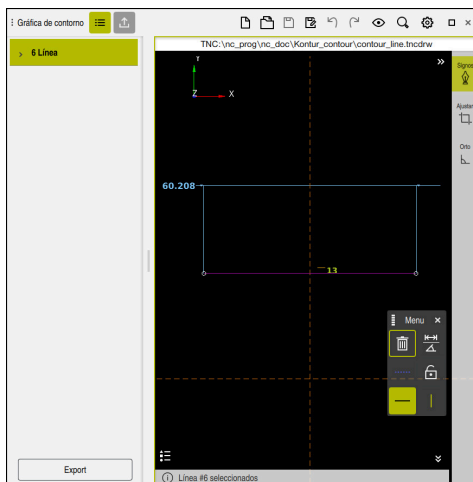 Gráfica de contorno
TNC:\nc_prog\nc_doc\Kontur_contour\contour_line.tncdrw
6 Línea
Signos
Y
Z
X
Ajustar
Orto
60.208
13
Menu
Export
Línea #6 seleccionados